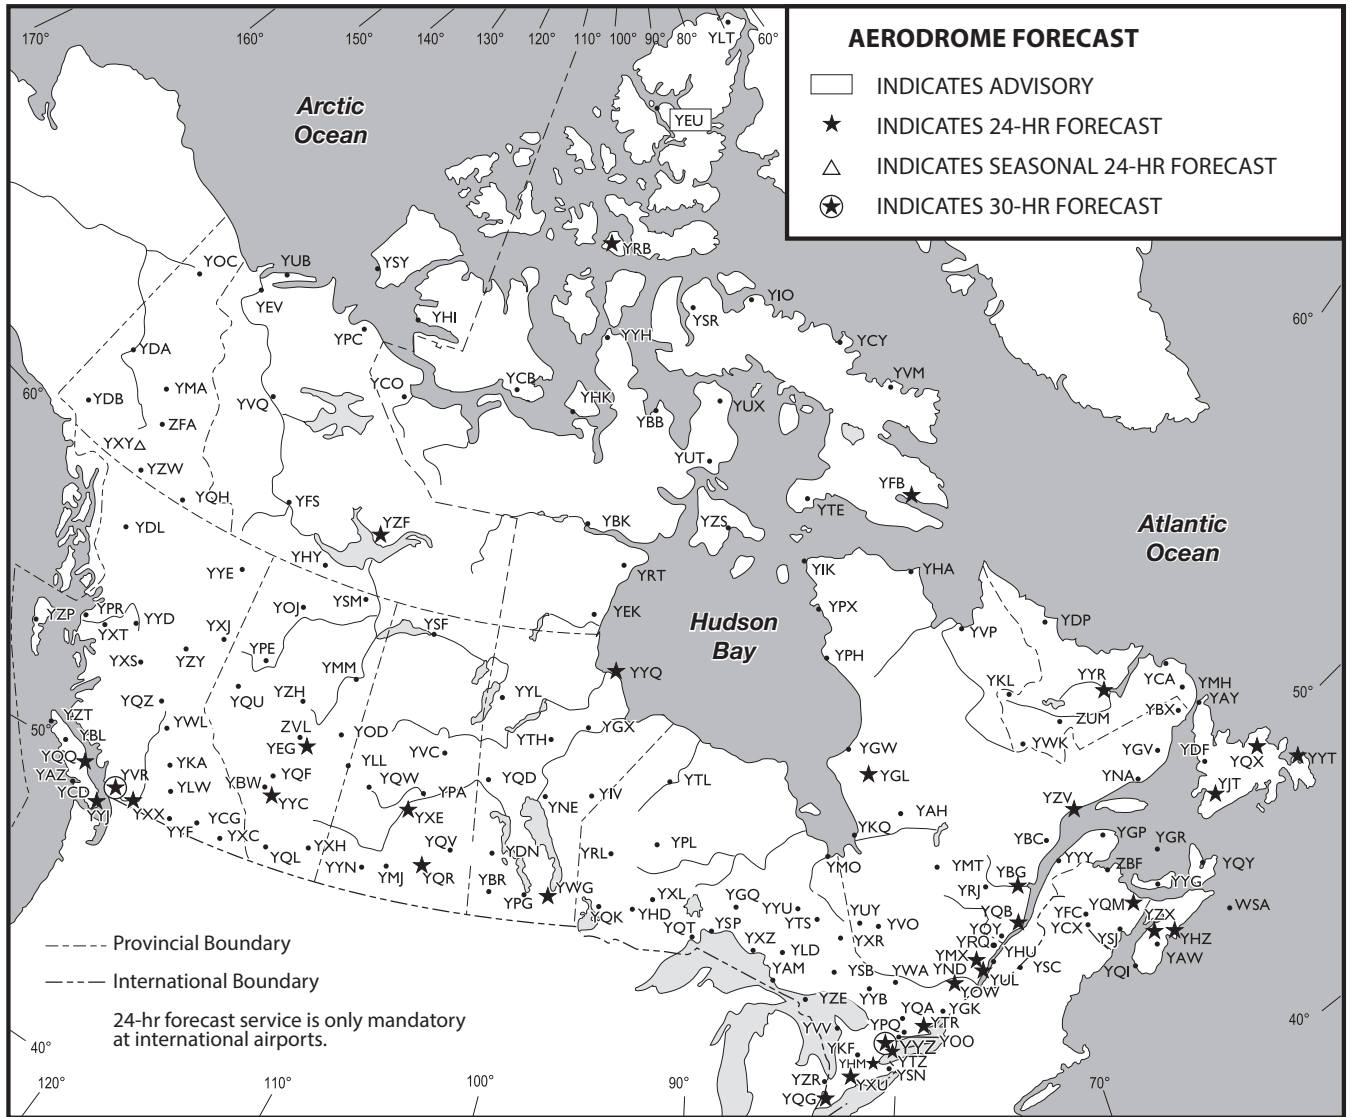 170°
160°
150°
140°
130°
120°
110°
100°
90°
80°
YLT
60°
AERODROME FORECAST
INDICATES ADVISORY
INDICATES 24-HR FORECAST
INDICATES SEASONAL 24-HR FORECAST
INDICATES 30-HR FORECAST
Arctic
Ocean
YEU
YRB
YOC
YUB
YSY
YEV
YIO
YHI
YSR
60°
YPC
YYH
YCY
YDA
YMA
YCO
YCB
YVM
60°
YDB
YVQ
YHK
YUX
ZFA
YBB
YXY
YZW
YUT
YQH
YFS
YFB
YTE
YDL
YZF
YBK
YZS
Atlantic
Ocean
YHY
YYE
YRT
YIK
YHA
YZP
YPR
YYD
YOJ
YSM
YEK
YPX
YXT
YXJ
YSF
Hudson
Bay
YVP
YDP
YXS
YZY
YPE
YMM
YPH
YYQ
YYR
YCA
YMH
YAY
50°
YQZ
YQU
YZH
YYL
YKL
YBX
ZUM
50°
YZT
YBL
YWL
ZVL
YOD
YGX
YWK
YEG
YTH
YGW
YGV
YDF
YQX
YYT
YQQ
YVC
YAZ
YVR
YKA
YLL
YQW
YQD
YTL
YGL
YNA
YJT
YCD
YLW
YBW
YQF
YPA
YNE
YIV
YYJ
YXX
YYC
YXE
YZV
YYF
YCG
YAH
YXC
YQL
YXH
YQV
YKQ
YBC
YGP
YGR
YYN
YMJ
YQR
YDN
YRL
YPL
YMO
YMT
YYY
ZBF
YQY
YBR
YPG
YWG
YRJ
YBG
YYG
YQK
YHD
YXL
YGQ
YYU
YTS
YUY
YVO
YQB
YFC
YQM
YZX
WSA
YQT
YSP
YXZ
YLD
YXR
YRQ
YCX
YSJ
YHZ
YMX
YHU
YAW
YAM
YSB
YWA
YND
YUL
YSC
YQI
YZE
YYB
YOW
YQA
YGK
YVV
YPQ
YTR
YOO
YKF
YYZ
YHM
YTZ
YSN
YZR
YXU
YQG
Provincial Boundary
International Boundary
24-hr forecast service is only mandatory
at international airports.
40°
40°
120°
110°
100°
90°
70°